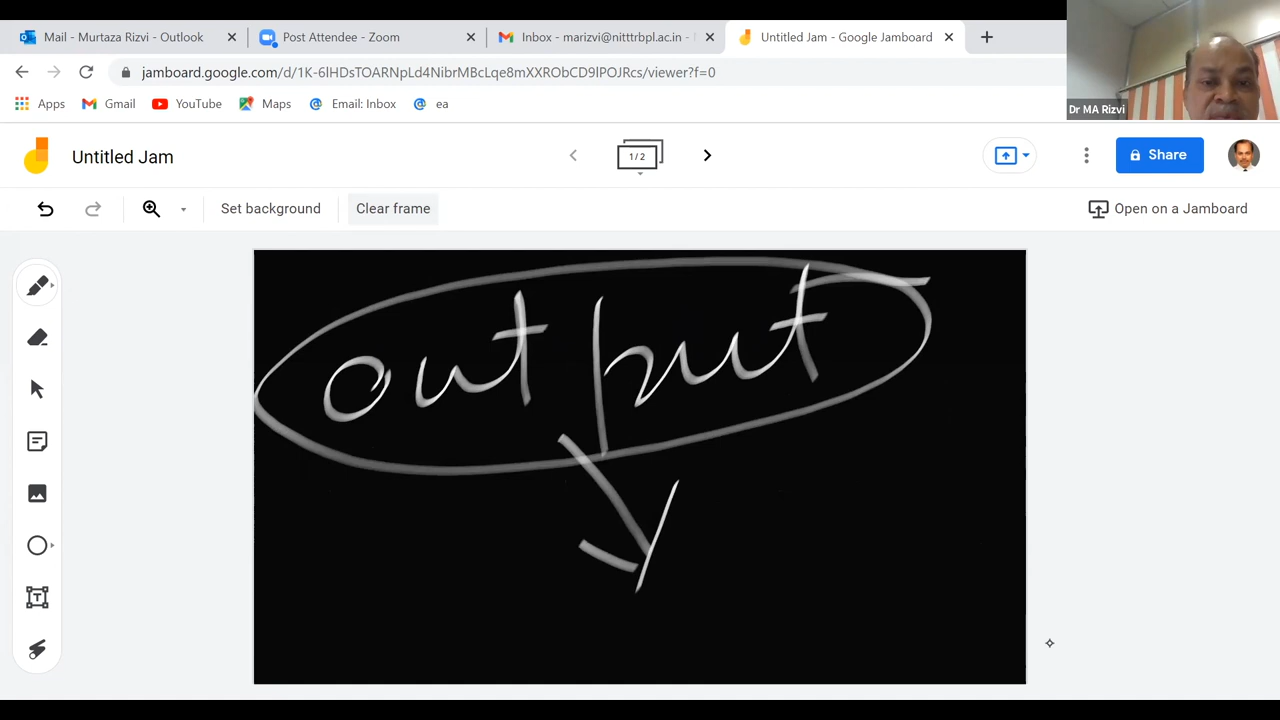 Mail - Murtaza Rizvi - Outlook
Post Attendee - Zoom
Inbox - marizvi@nitttrbpl.ac.in -
Untitled Jam - Google Jamboard
jamboard.google.com/d/1K-6lHDsTOARNpLd4NibrMBcLqe8mXXRObCD9lPOJRcs/viewer?f=0
Apps
Gmail
YouTube
Maps
Email: Inbox
ea
Dr MA Rizvi
Untitled Jam
1/2
Share
Set background
Clear frame
Open on a Jamboard
output